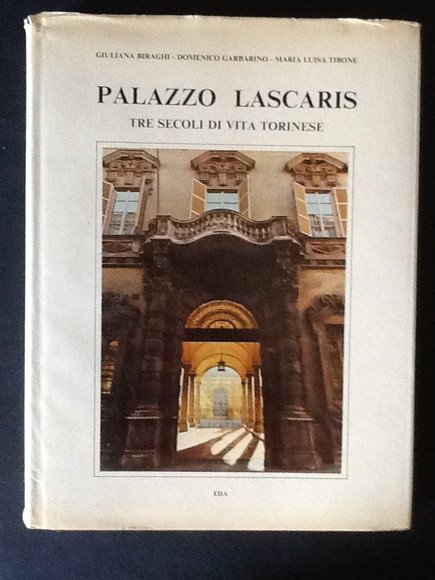 GIULIANA BIRAGHI - DOMENICO GARBARINO - MARIA LUISA TIBONE
PALAZZO LASCARIS
TRE SECOLI DI VITA TORINESE
EDA